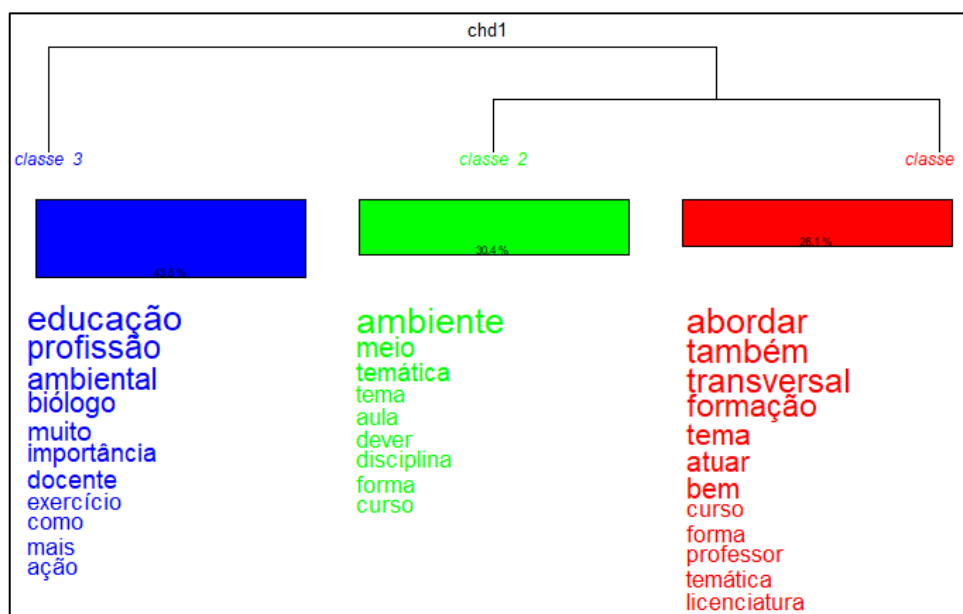 chd1
classe 3
classe 2
classe
43.5 %
30.4 %
26.1 %
educação
profissão
ambiental
biólogo
muito
importância
docente
exercício
como
mais
ação
ambiente
meio
temática
tema
aula
dever
disciplina
forma
curso
abordar
também
transversal
formação
tema
atuar
bem
curso
forma
professor
temática
licenciatura